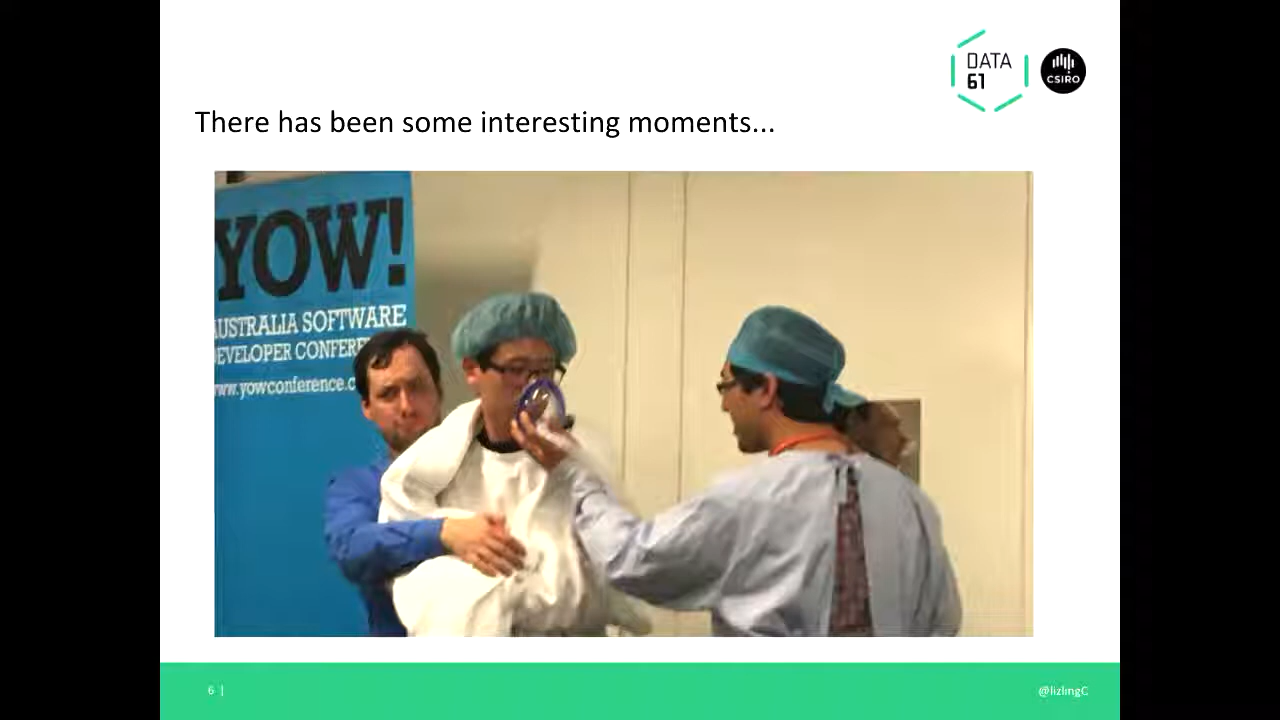 DATA
61
CSIRO
There has been some interesting moments...
YOW!
AUSTRALIA SOFTWARE
DEVELOPER CONFERE
www.yowconference.c
6 |
@lizlingC